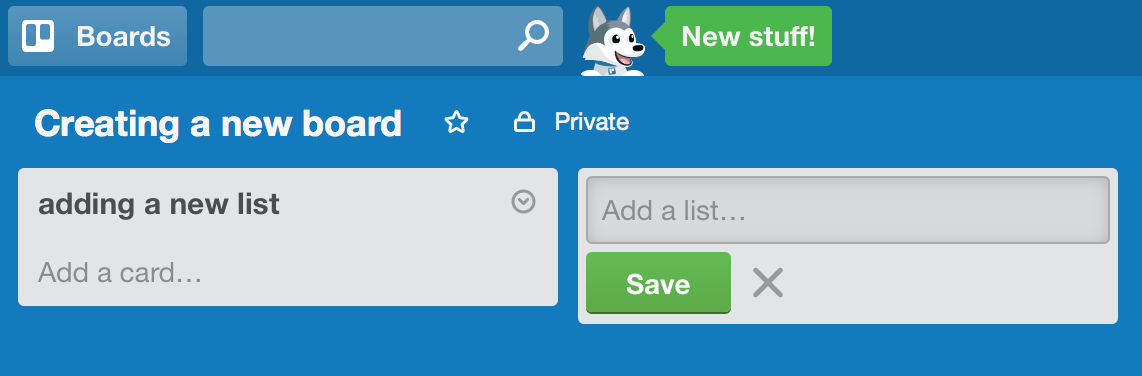 Boards
New stuff!
Creating a new board
Private
adding a new list
Add a card…
Add a list…
Save